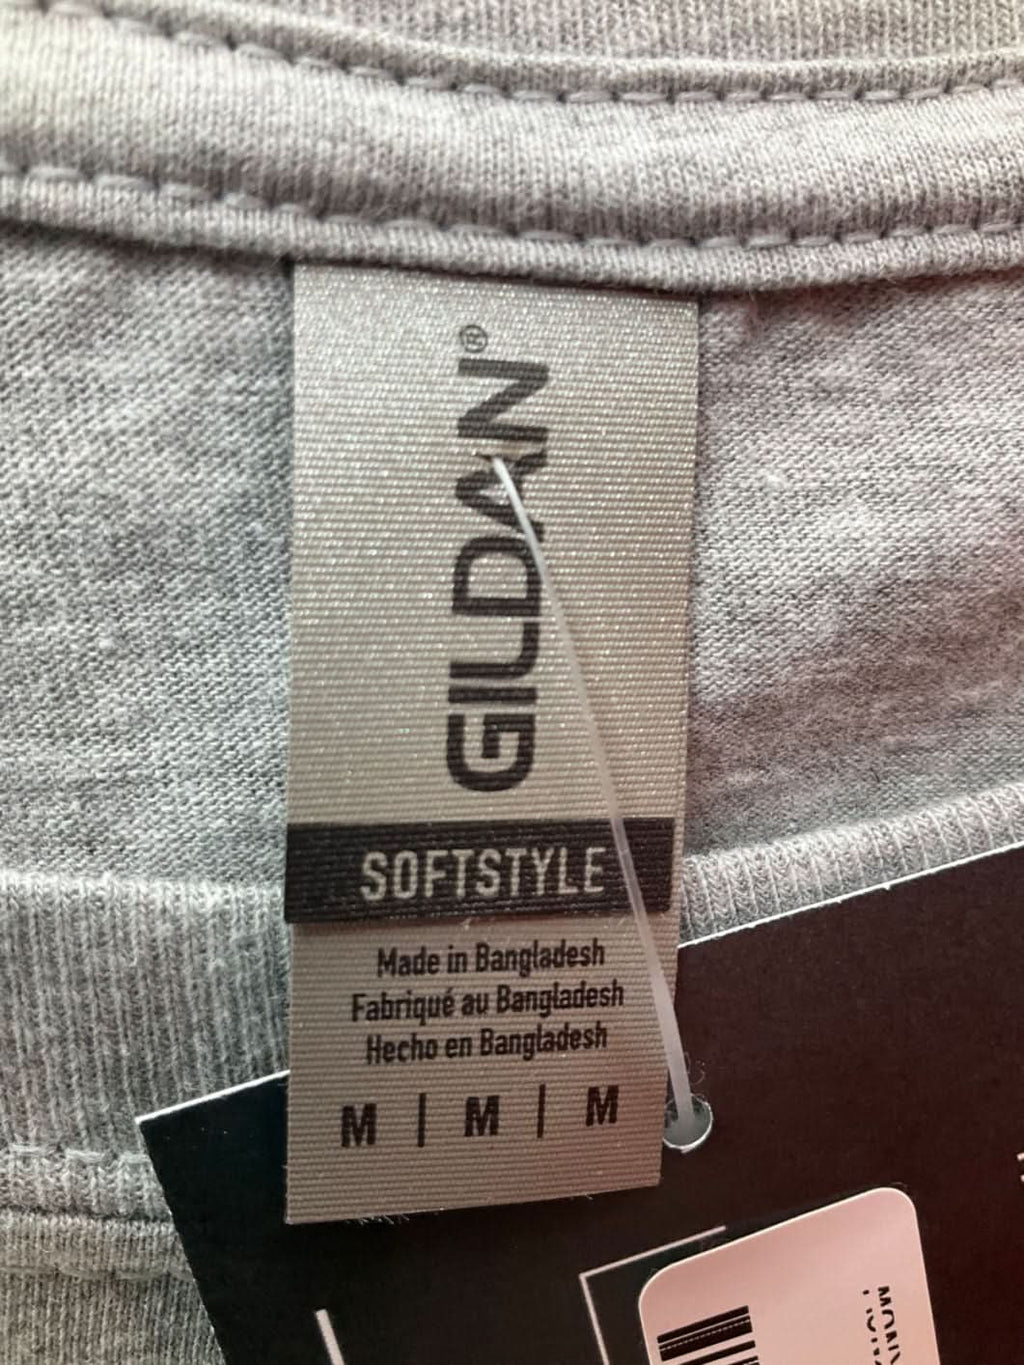 GILDAN®
SOFTSTYLE
Made in Bangladesh
Fabriqué au Bangladesh
Hecho en Bangladesh
M | M | M